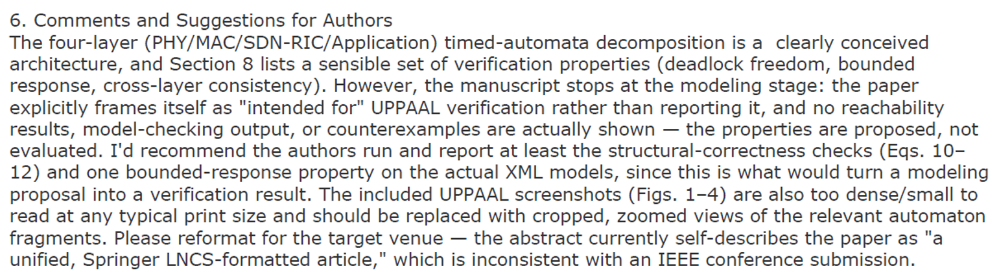 6. Comments and Suggestions for Authors
The four-layer (PHY/MAC/SDN-RIC/Application) timed-automata decomposition is a  clearly conceived
architecture, and Section 8 lists a sensible set of verification properties (deadlock freedom, bounded
response, cross-layer consistency). However, the manuscript stops at the modeling stage: the paper
explicitly frames itself as "intended for" UPPAAL verification rather than reporting it, and no reachability
results, model-checking output, or counterexamples are actually shown — the properties are proposed, not
evaluated. I'd recommend the authors run and report at least the structural-correctness checks (Eqs. 10–
12) and one bounded-response property on the actual XML models, since this is what would turn a modeling
proposal into a verification result. The included UPPAAL screenshots (Figs. 1–4) are also too dense/small to
read at any typical print size and should be replaced with cropped, zoomed views of the relevant automaton
fragments. Please reformat for the target venue — the abstract currently self-describes the paper as "a
unified, Springer LNCS-formatted article," which is inconsistent with an IEEE conference submission.